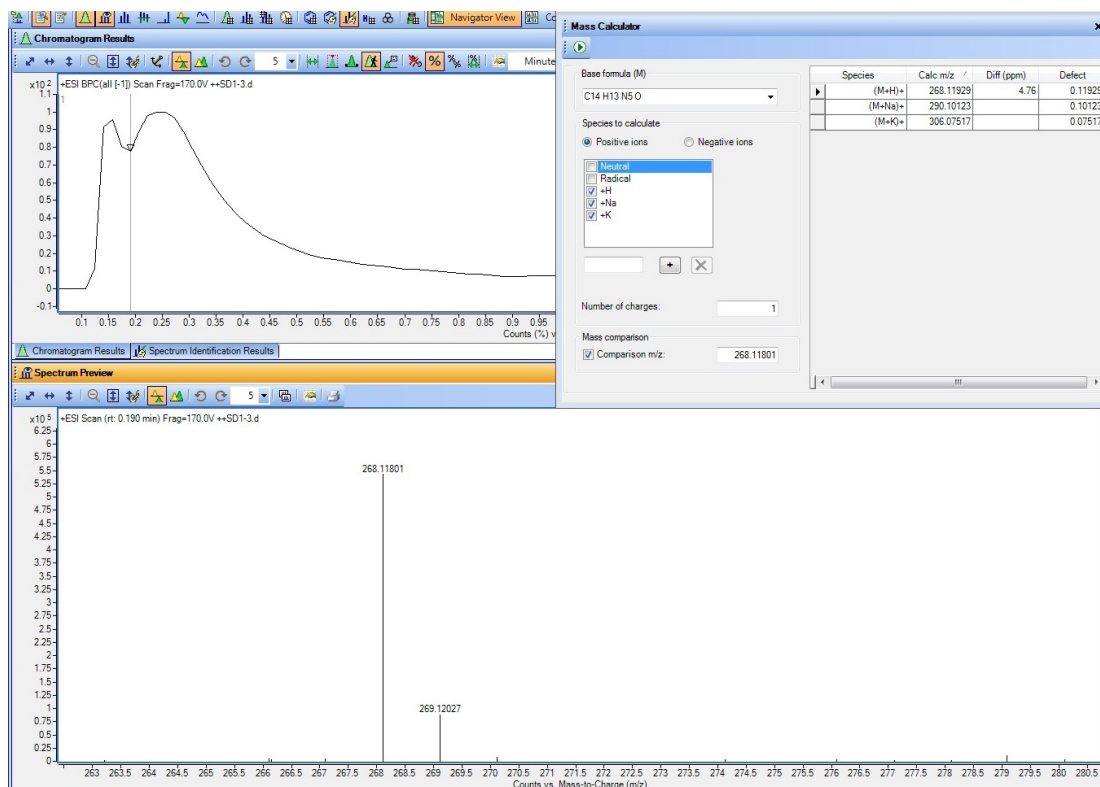 Navigator View
Chromatogram Results
5
Minute
x10 2
+ESI BPC(all [-1]) Scan Frag=170.0V ++SD1-3.d
1
1.1
1
0.9
0.8
0.7
0.6
0.5
0.4
0.3
0.2
0.1
0
-0.1
0.1 0.15 0.2 0.25 0.3 0.35 0.4 0.45 0.5 0.55 0.6 0.65 0.7 0.75 0.8 0.85 0.9 0.95
Counts (%) v
Chromatogram Results
Spectrum Identification Results
Mass Calculator
Base formula (M)
C14 H13 N5 O
Species to calculate
Positive ions
Negative ions
Neutral
Radical
+H
+Na
+K
Number of charges:
1
Mass comparison
Comparison m/z:
268.11801
Species Calc m/z Diff (ppm) Defect
(M+H)+ 268.11929 4.76 0.11929
(M+Na)+ 290.10123 0.10123
(M+K)+ 306.07517 0.07517
Spectrum Preview
5
x10 5
+ESI Scan (rt: 0.190 min) Frag=170.0V ++SD1-3.d
6.25
6
5.75
5.5
5.25
5
4.75
4.5
4.25
4
3.75
3.5
3.25
3
2.75
2.5
2.25
2
1.75
1.5
1.25
1
0.75
0.5
0.25
0
268.11801
269.12027
263 263.5 264 264.5 265 265.5 266 266.5 267 267.5 268 268.5 269 269.5 270 270.5 271 271.5 272 272.5 273 273.5 274 274.5 275 275.5 276 276.5 277 277.5 278 278.5 279 279.5 280 280.5
Counts vs. Mass-to-Charge (m/z)